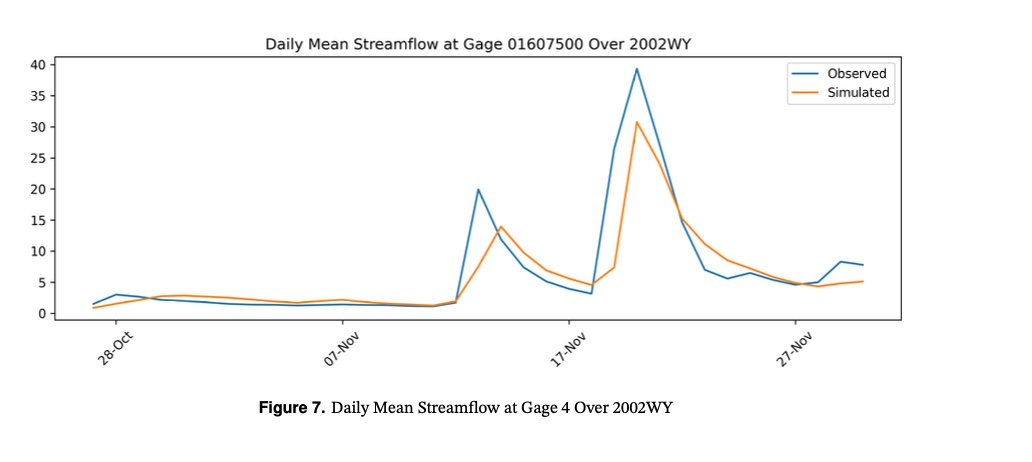 Daily Mean Streamflow at Gage 01607500 Over 2002WY
Observed
Simulated
40
35
30
25
20
15
10
5
0
28-Oct
07-Nov
17-Nov
27-Nov
Figure 7. Daily Mean Streamflow at Gage 4 Over 2002WY